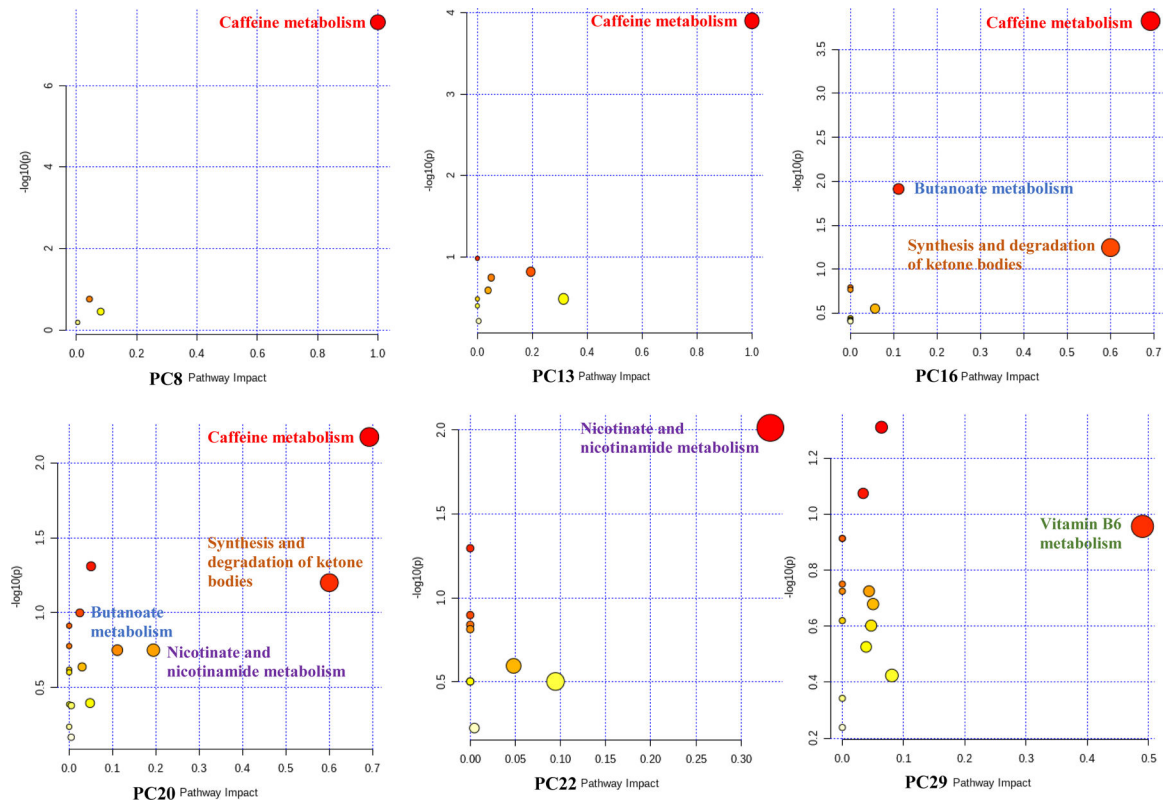 Caffeine metabolism
-log10(p)
6
4
2
0
0.0 0.2 0.4 0.6 0.8 1.0
PC8 Pathway Impact
Caffeine metabolism
-log10(p)
4
3
2
1
0.0 0.2 0.4 0.6 0.8 1.0
PC13 Pathway Impact
Caffeine metabolism
Butanoate metabolism
Synthesis and degradation
of ketone bodies
-log10(p)
3.5
3.0
2.5
2.0
1.5
1.0
0.5
0.0 0.1 0.2 0.3 0.4 0.5 0.6 0.7
PC16 Pathway Impact
Caffeine metabolism
Synthesis and
degradation of ketone
bodies
Butanoate
metabolism
Nicotinate and
nicotinamide metabolism
-log10(p)
2.0
1.5
1.0
0.5
0.0 0.1 0.2 0.3 0.4 0.5 0.6 0.7
PC20 Pathway Impact
Nicotinate and
nicotinamide metabolism
-log10(p)
2.0
1.5
1.0
0.5
0.00 0.05 0.10 0.15 0.20 0.30
PC22 Pathway Impact
Vitamin B6
metabolism
-log10(p)
1.2
1.0
0.8
0.6
0.4
0.2
0.0 0.1 0.2 0.3 0.4 0.5
PC29 Pathway Impact